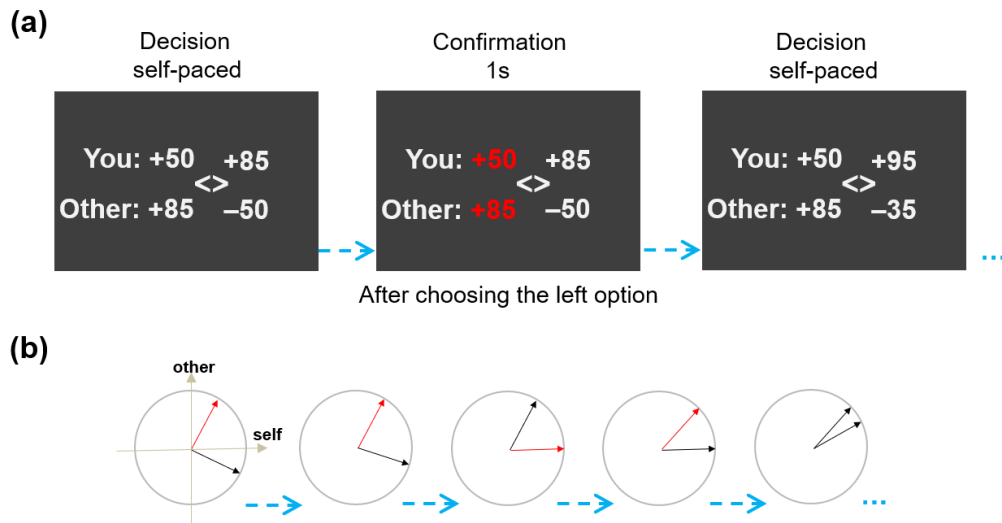 (a)
Decision
self-paced
Confirmation
1s
Decision
self-paced
You: +50 +85
<>
Other: +85 –50
You: +50 +85
<>
Other: +85 –50
You: +50 +95
<>
Other: +85 –35
...
After choosing the left option
(b)
other
self
...